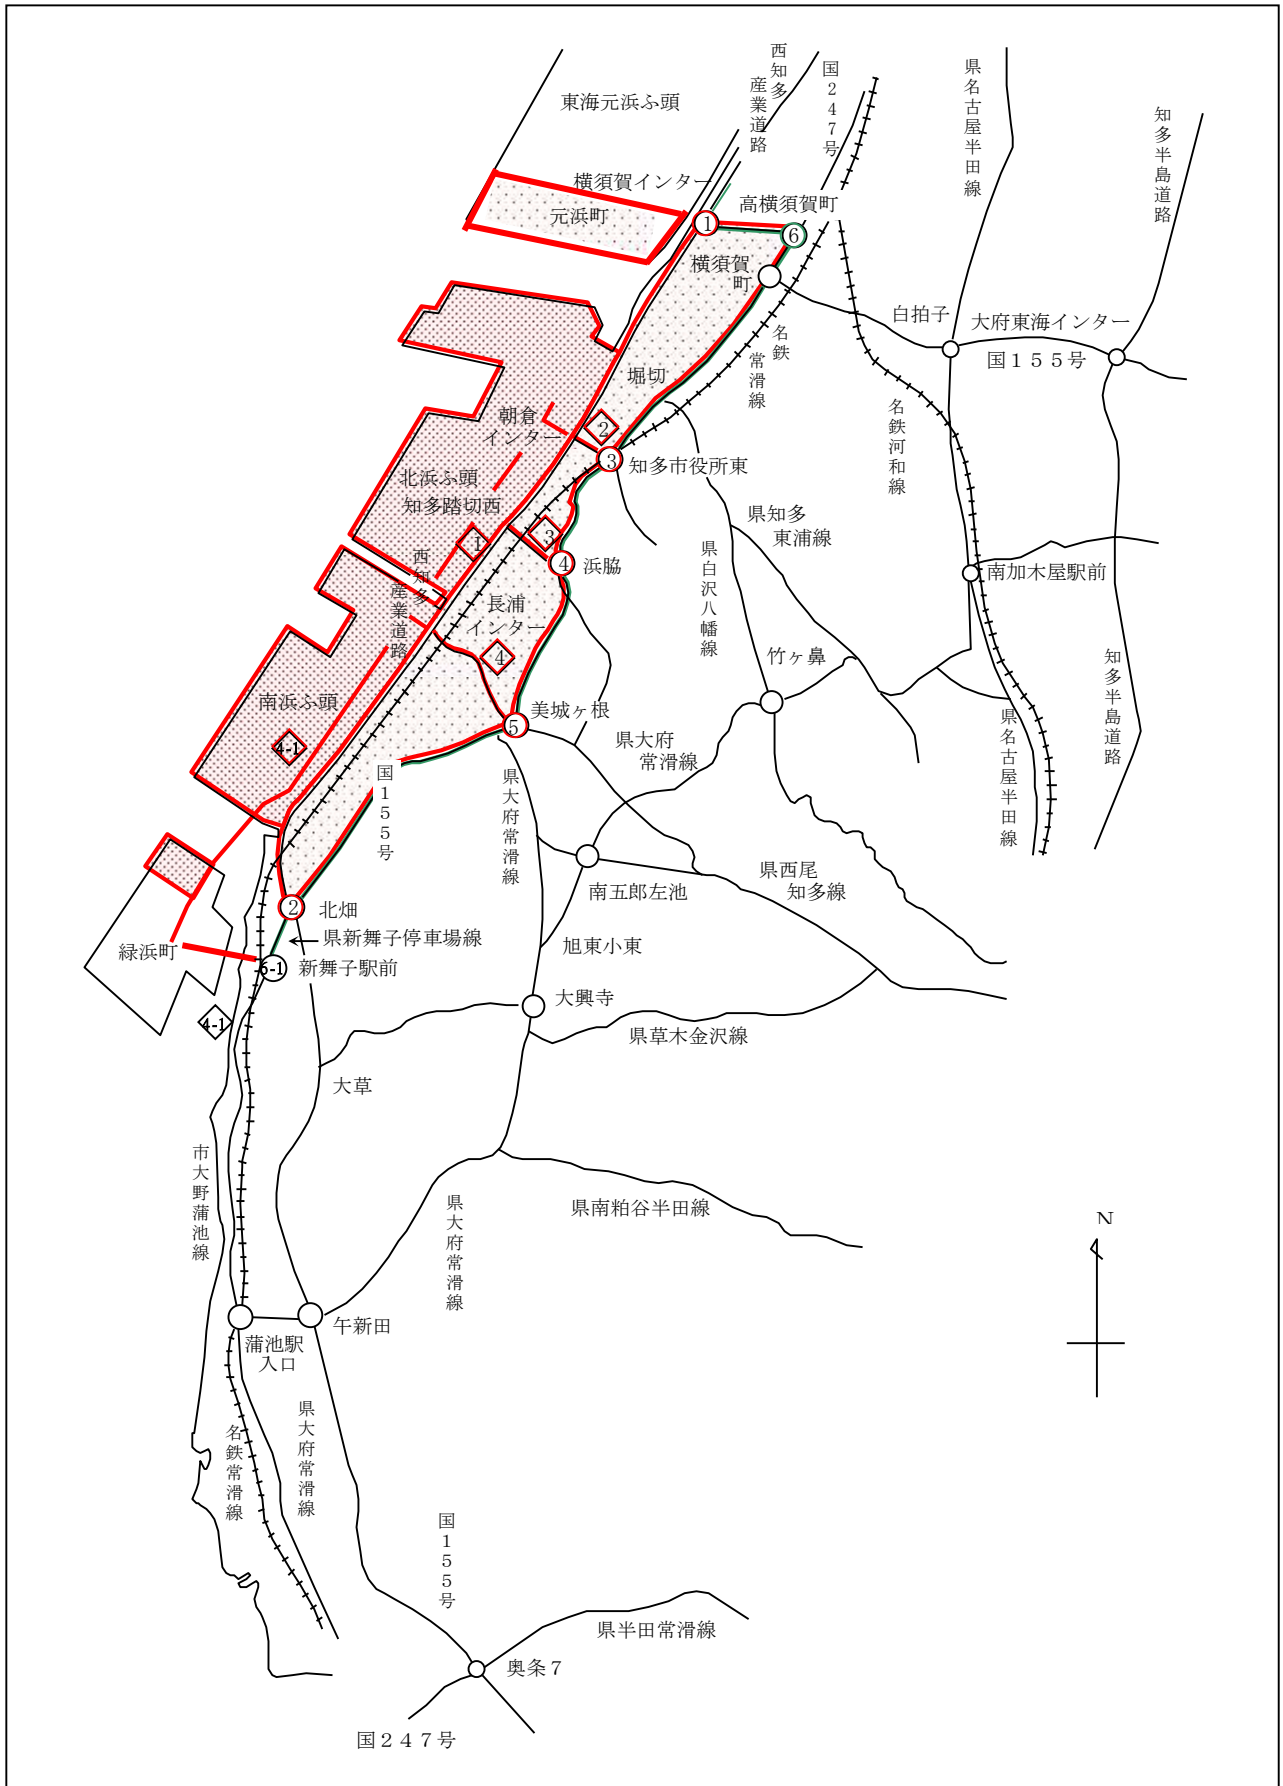 東海元浜ふ頭
西知多
産業道路
国２４７号
県名古屋半田線
知多半島道路
横須賀インター
元浜町
高横須賀町
1
6
横須賀
町
白拍子
大府東海インター
国１５５号
名鉄
常滑線
堀切
名鉄河和線
朝倉
インター
2
3
知多市役所東
北浜ふ頭
知多踏切西
1
3
4
浜脇
県知多
東浦線
県白沢八幡線
南加木屋駅前
西知多
産業道路
長浦
インター
4
竹ヶ鼻
南浜ふ頭
4-1
5
美城ヶ根
県大府
常滑線
県名古屋半田線
知多半島道路
国１５５号
県大府常滑線
県西尾
知多線
南五郎左池
2
北畑
県新舞子停車場線
緑浜町
6-1
新舞子駅前
旭東小東
大興寺
4-1
県草木金沢線
大草
市大野蒲池線
県大府常滑線
県南粕谷半田線
N
午新田
蒲池駅
入口
名鉄常滑線
県大府常滑線
国１５５号
県半田常滑線
奥条７
国２４７号